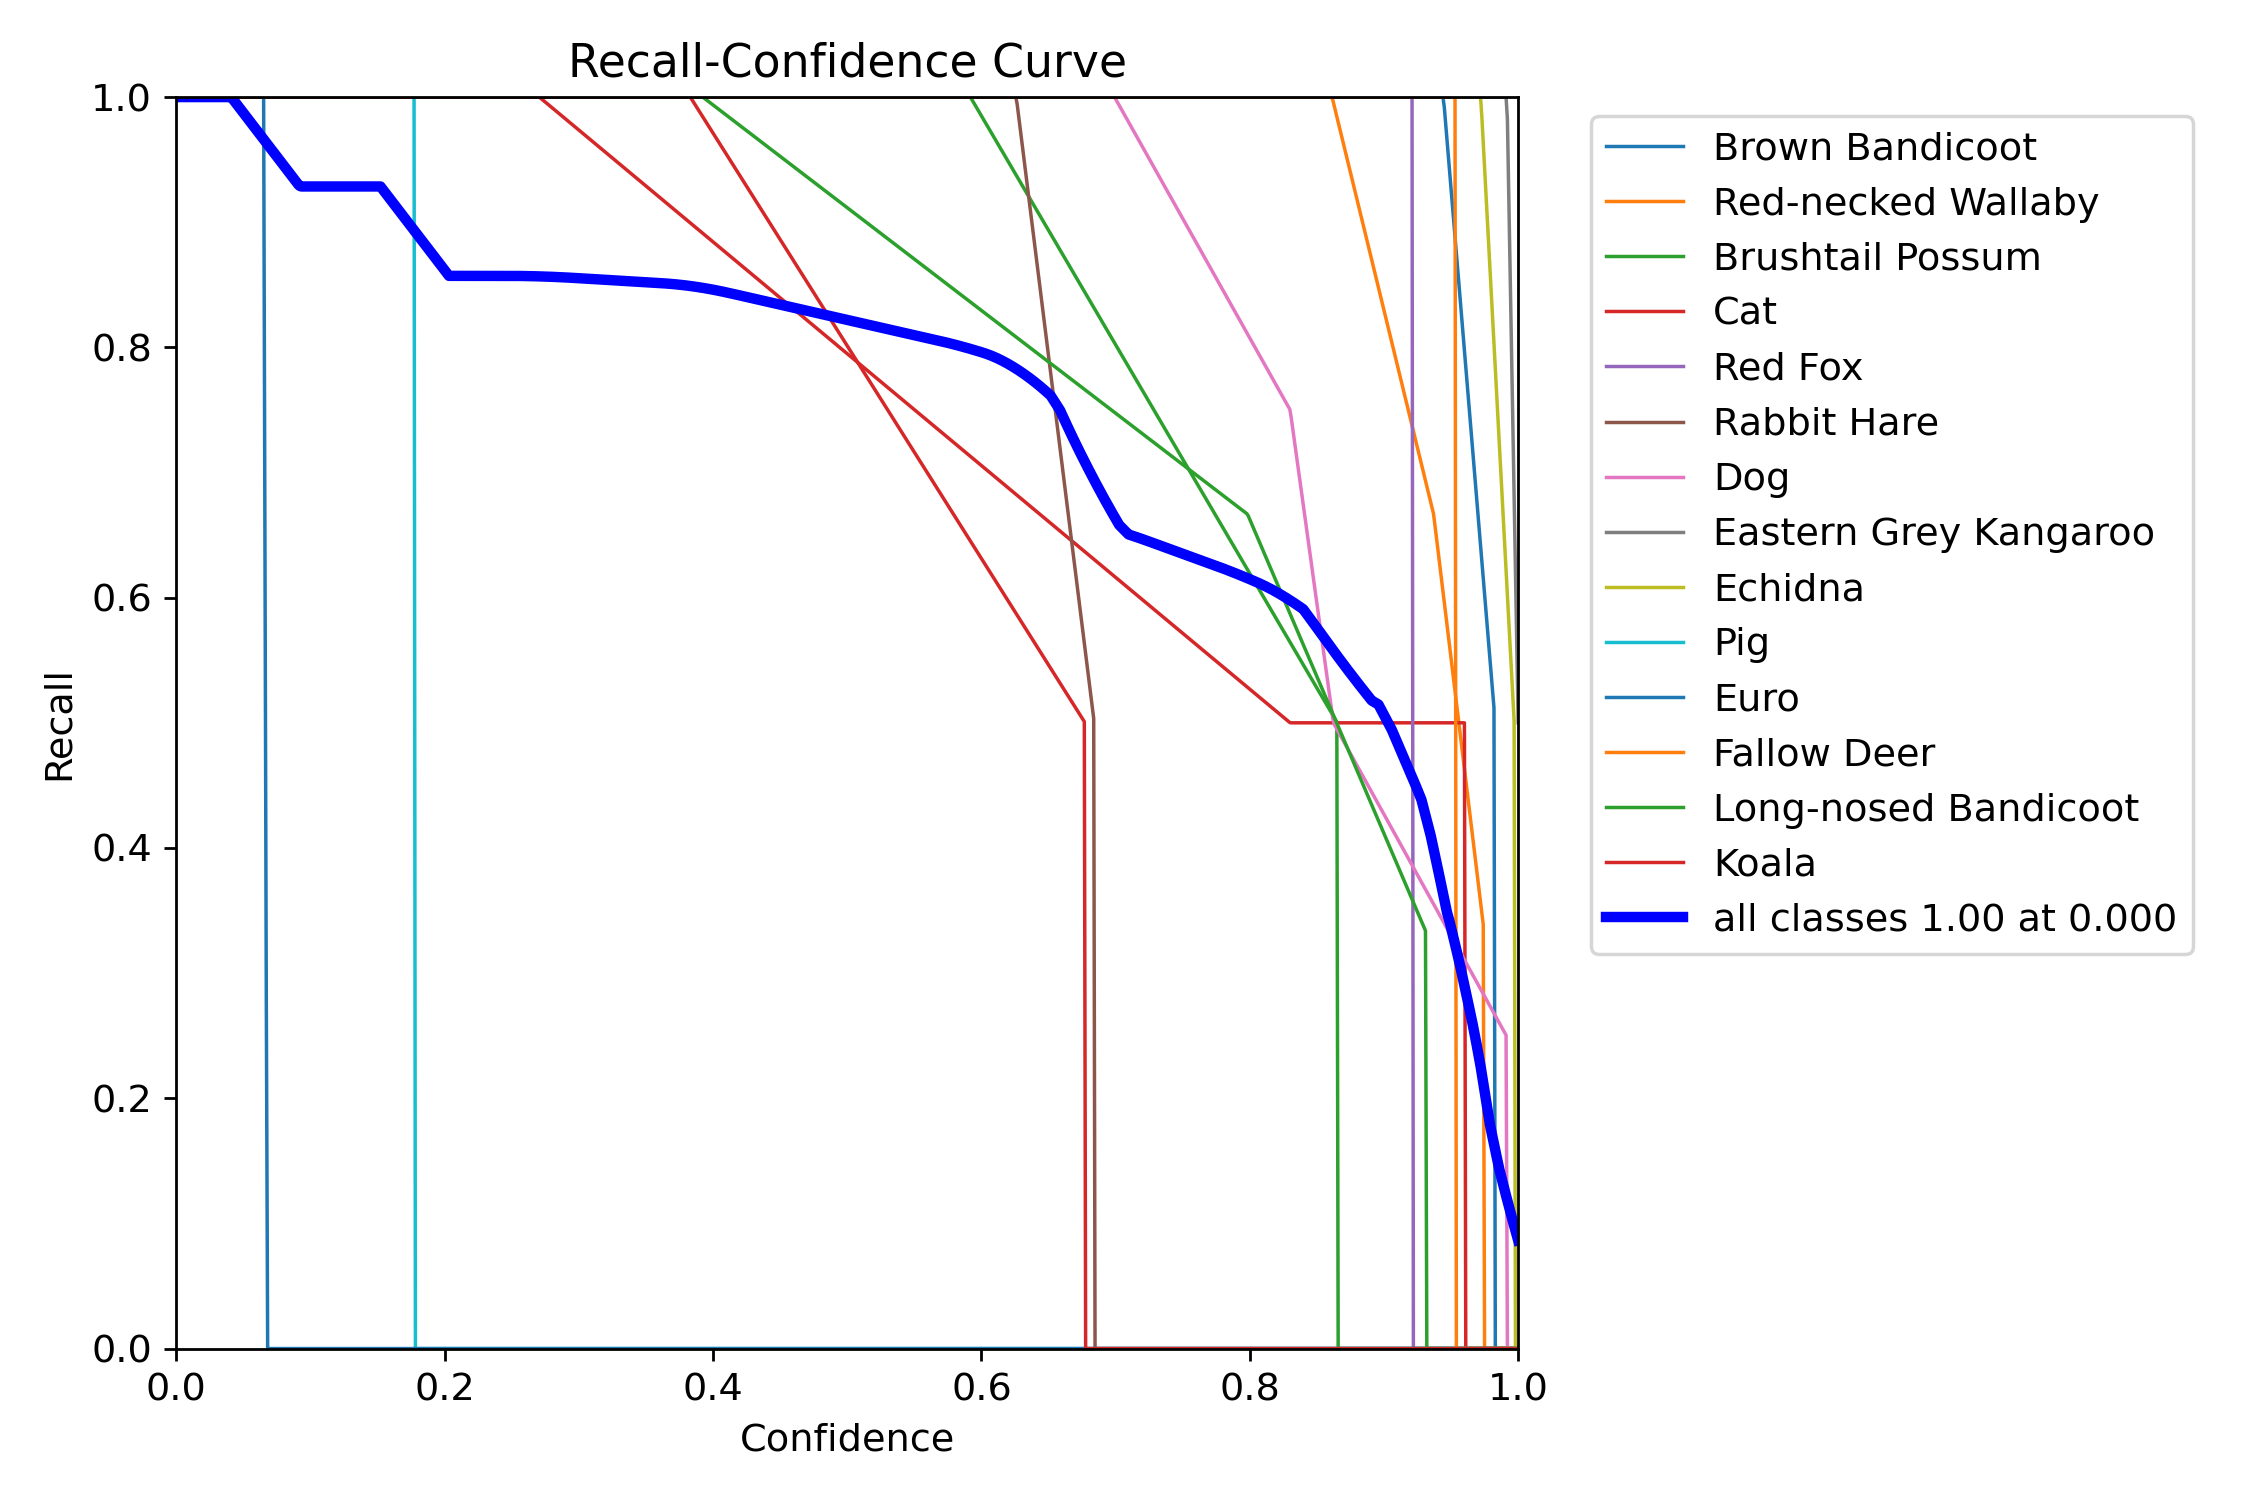 Recall-Confidence Curve
1.0
0.8
0.6
0.4
0.2
0.0
Recall
0.0 0.2 0.4 0.6 0.8 1.0
Confidence
Brown Bandicoot
Red-necked Wallaby
Brushtail Possum
Cat
Red Fox
Rabbit Hare
Dog
Eastern Grey Kangaroo
Echidna
Pig
Euro
Fallow Deer
Long-nosed Bandicoot
Koala
all classes 1.00 at 0.000